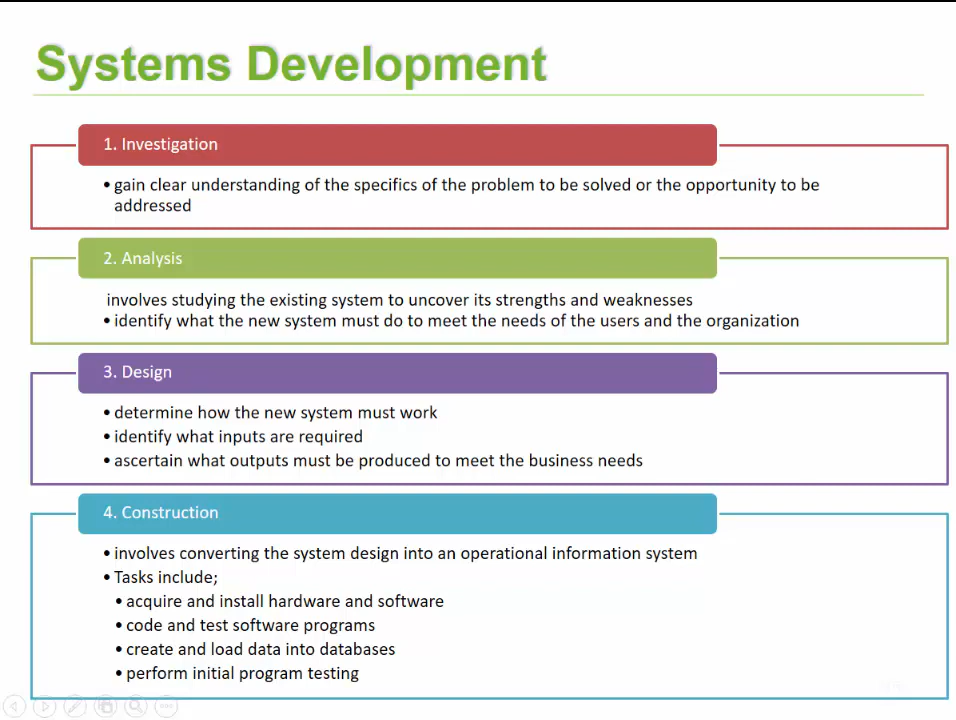 Systems Development
1. Investigation
• gain clear understanding of the specifics of the problem to be solved or the opportunity to be
addressed
2. Analysis
involves studying the existing system to uncover its strengths and weaknesses
• identify what the new system must do to meet the needs of the users and the organization
3. Design
• determine how the new system must work
• identify what inputs are required
• ascertain what outputs must be produced to meet the business needs
4. Construction
• involves converting the system design into an operational information system
• Tasks include;
• acquire and install hardware and software
• code and test software programs
• create and load data into databases
• perform initial program testing